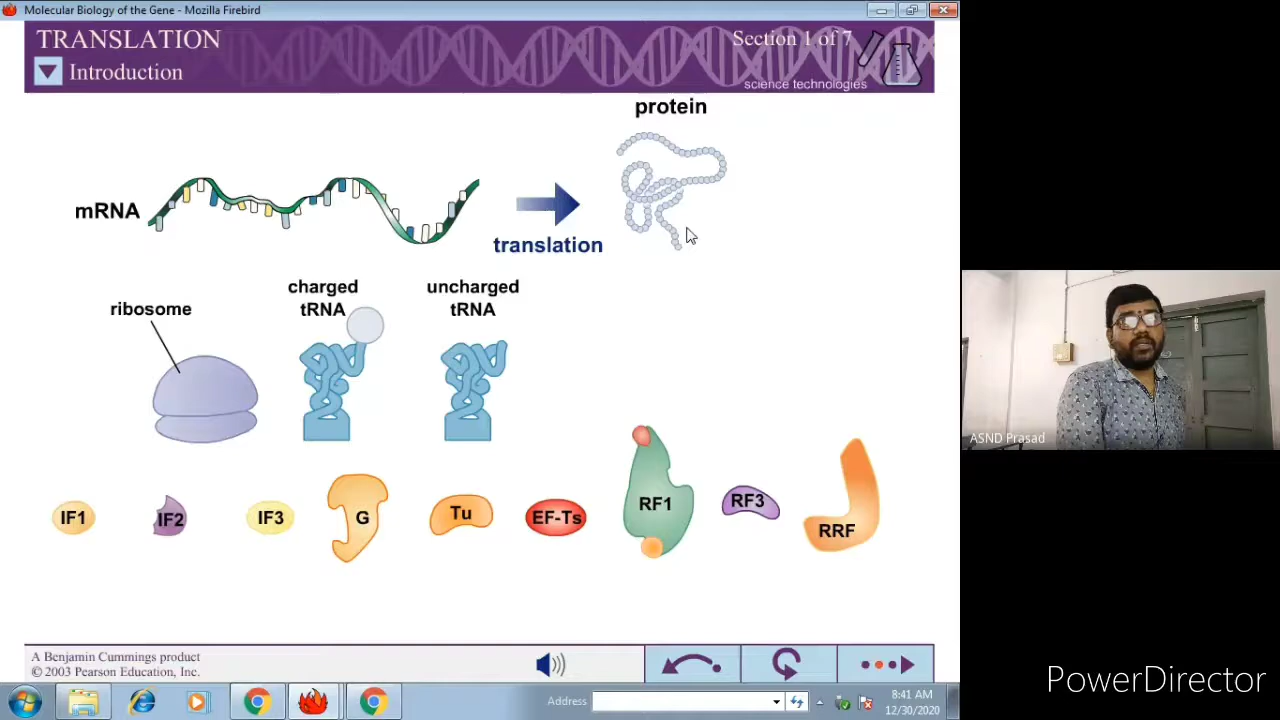 Molecular Biology of the Gene - Mozilla Firebird
TRANSLATION
Section 1 of 7
Introduction
science technologies
protein
mRNA
translation
ribosome
charged
tRNA
uncharged
tRNA
IF1
IF2
IF3
G
Tu
EF-Ts
RF1
RF3
RRF
ASND Prasad
A Benjamin Cummings product
© 2003 Pearson Education, Inc.
Address
8:41 AM
12/30/2020
PowerDirector